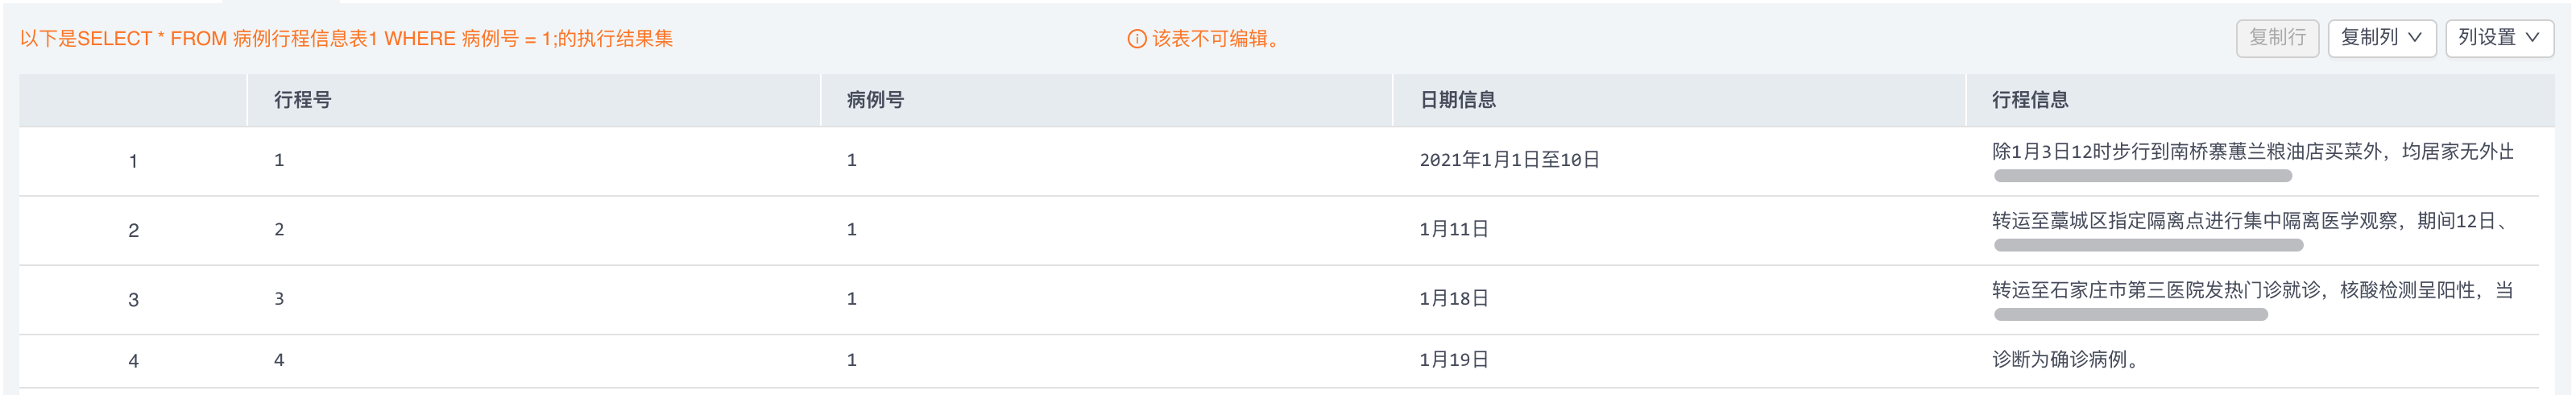 以下是SELECT * FROM 病例行程信息表1 WHERE 病例号 = 1;的执行结果集 该表不可编辑。 复制行 复制列 列设置
行程号 病例号 日期信息 行程信息
1 1 1 2021年1月1日至10日 除1月3日12时步行到南桥寨蕙兰粮油店买菜外，均居家无外出
2 2 1 1月11日 转运至藁城区指定隔离点进行集中隔离医学观察，期间12日、
3 3 1 1月18日 转运至石家庄市第三医院发热门诊就诊，核酸检测呈阳性，当
4 4 1 1月19日 诊断为确诊病例。